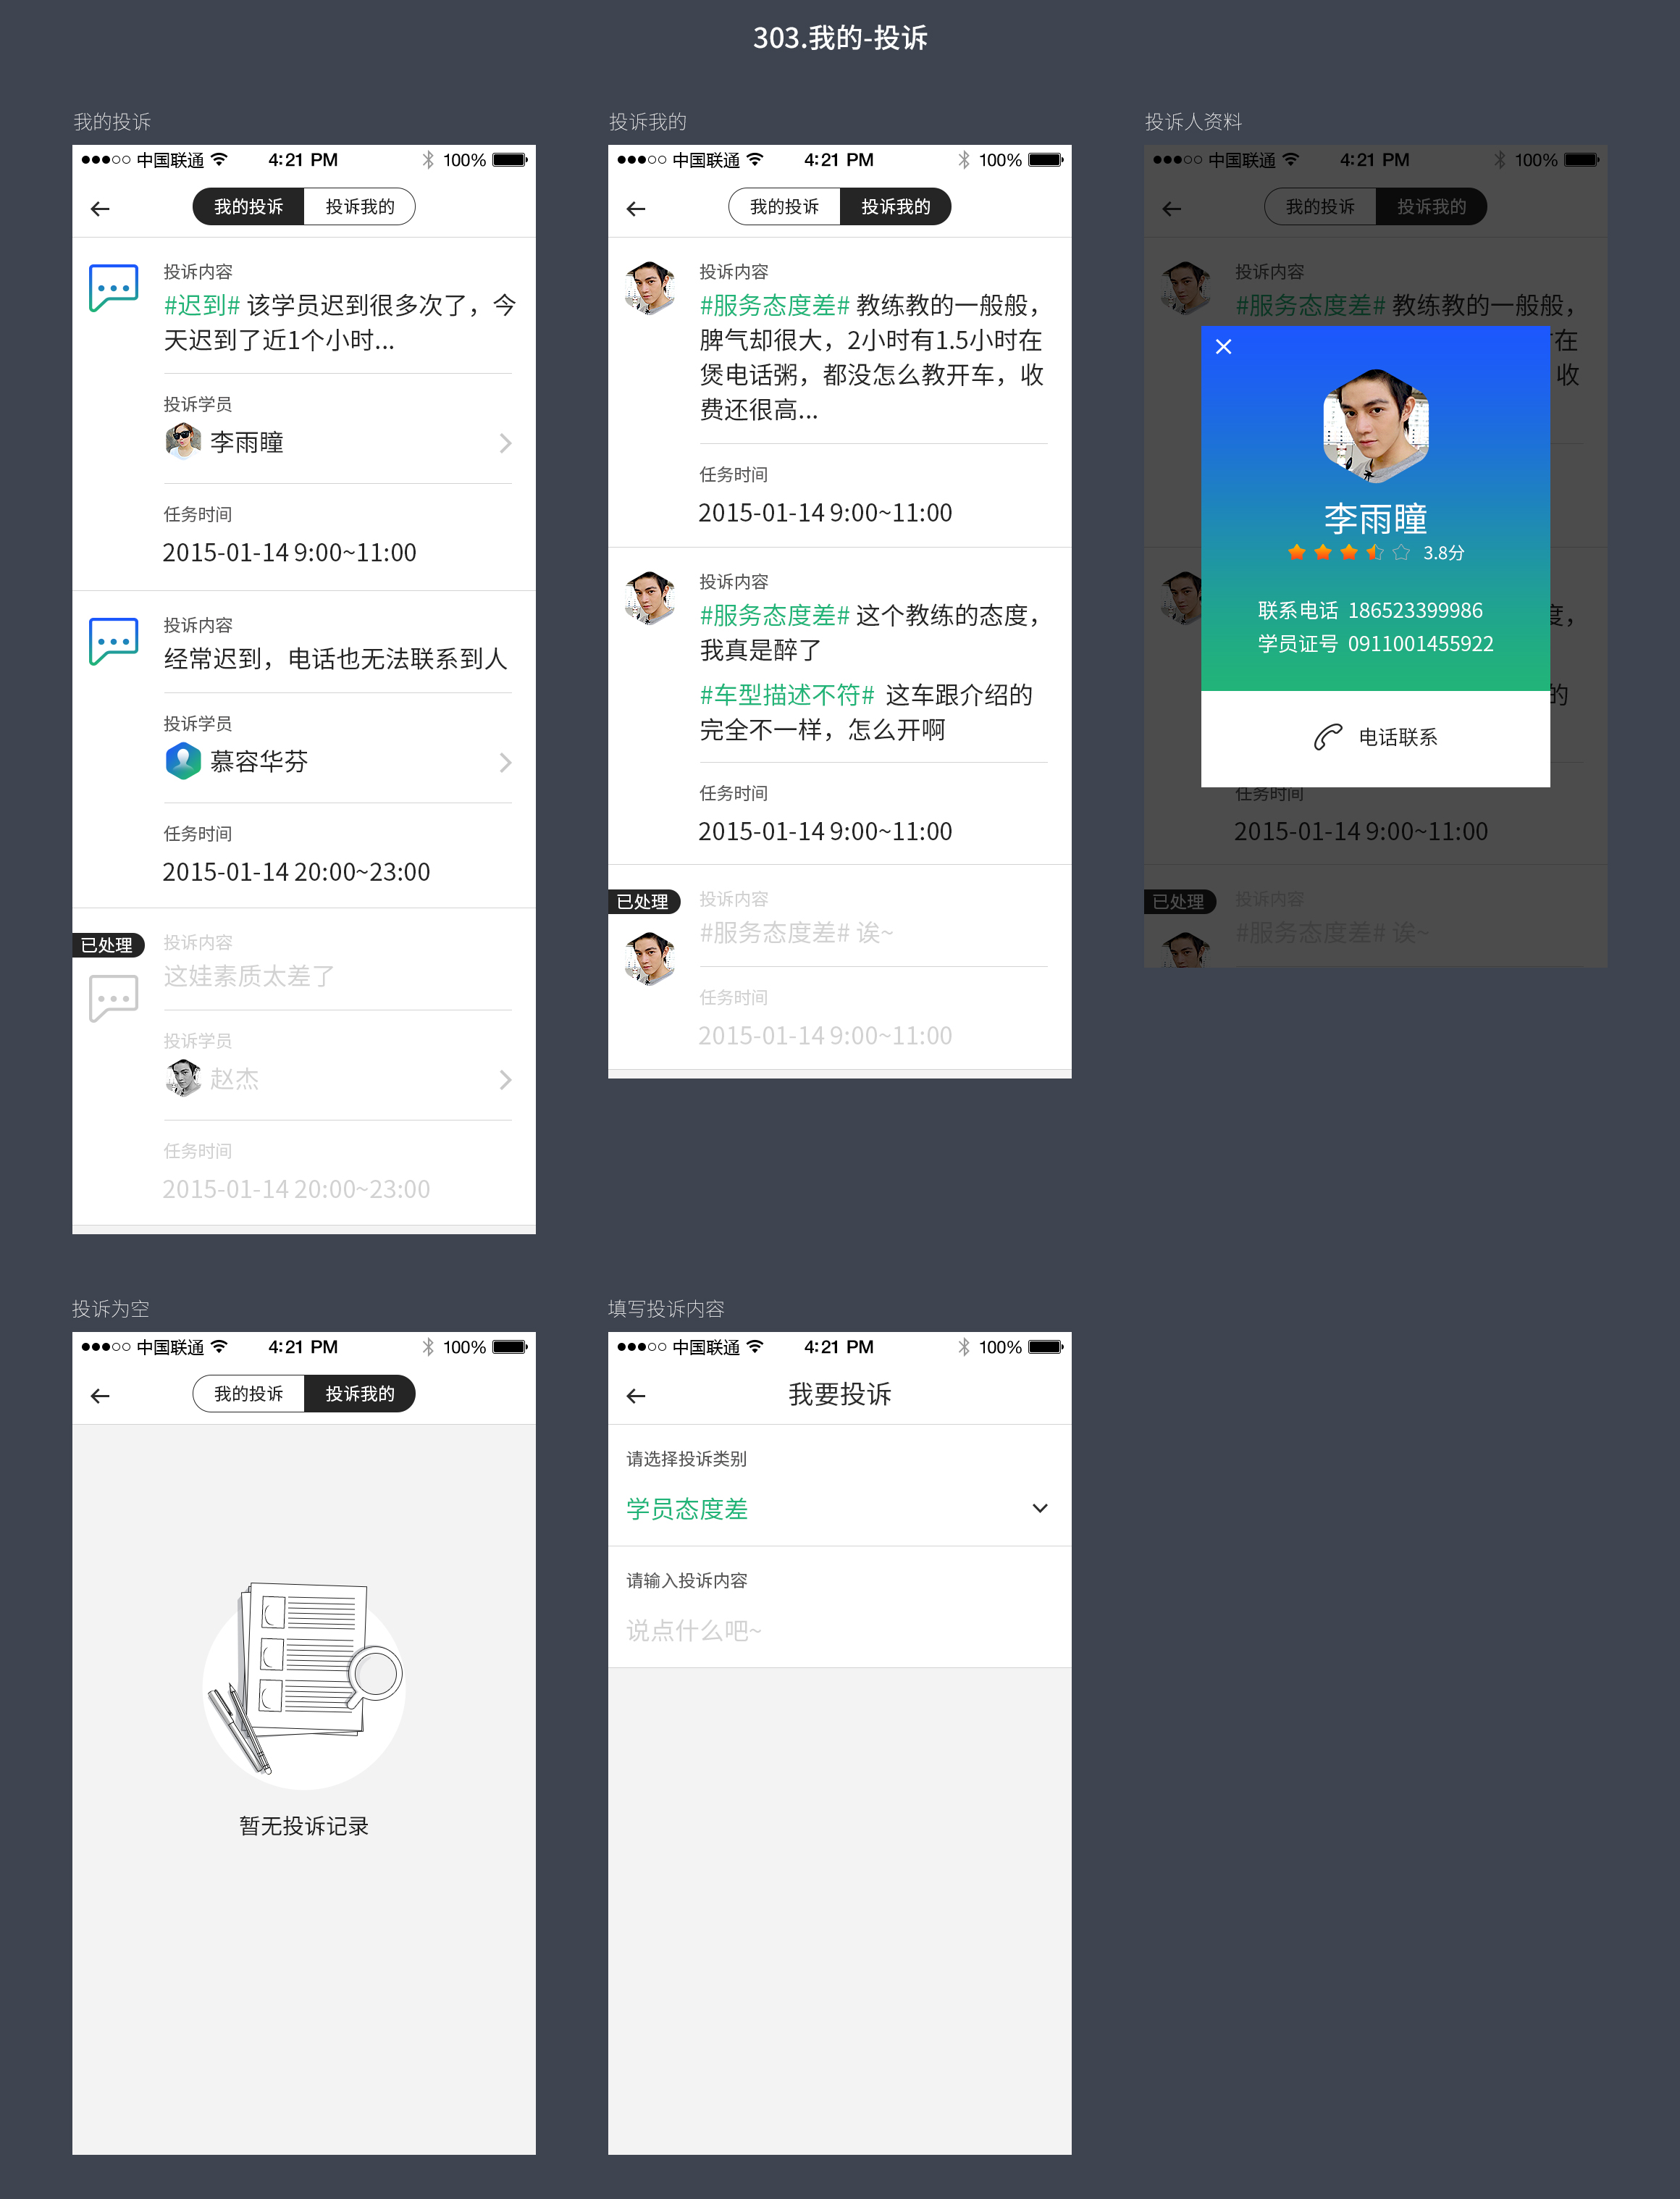 303.我的-投诉
我的投诉
中国联通 4:21 PM 100%
我的投诉 投诉我的
投诉内容
#迟到# 该学员迟到很多次了，今
天迟到了近1个小时...
投诉学员
李雨瞳
任务时间
2015-01-14 9:00~11:00
投诉内容
经常迟到，电话也无法联系到人
投诉学员
慕容华芬
任务时间
2015-01-14 20:00~23:00
已处理
投诉内容
这娃素质太差了
投诉学员
赵杰
任务时间
2015-01-14 20:00~23:00
投诉我的
中国联通 4:21 PM 100%
我的投诉 投诉我的
投诉内容
#服务态度差# 教练教的一般般，
脾气却很大，2小时有1.5小时在
煲电话粥，都没怎么教开车，收
费还很高...
任务时间
2015-01-14 9:00~11:00
投诉内容
#服务态度差# 这个教练的态度，
我真是醉了
#车型描述不符# 这车跟介绍的
完全不一样，怎么开啊
任务时间
2015-01-14 9:00~11:00
已处理
投诉内容
#服务态度差# 诶~
任务时间
2015-01-14 9:00~11:00
投诉人资料
中国联通 4:21 PM 100%
我的投诉 投诉我的
投诉内容
#服务态度差# 教练教的一般般，
在
收
李雨瞳
3.8分
联系电话 186523399986
学员证号 0911001455922
度，
的
电话联系
任务时间
2015-01-14 9:00~11:00
已处理
投诉内容
#服务态度差# 诶~
投诉为空
中国联通 4:21 PM 100%
我的投诉 投诉我的
暂无投诉记录
填写投诉内容
中国联通 4:21 PM 100%
我要投诉
请选择投诉类别
学员态度差
请输入投诉内容
说点什么吧~